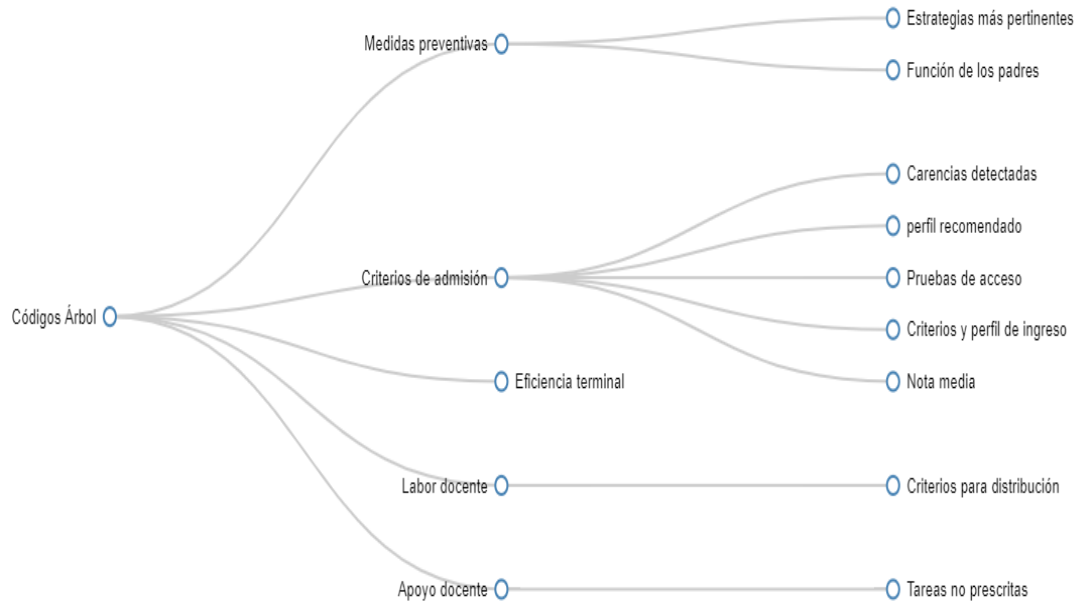 Estrategias más pertinentes
Medidas preventivas
Función de los padres
Carencias detectadas
perfil recomendado
Criterios de admisión
Pruebas de acceso
Códigos Árbol
Criterios y perfil de ingreso
Eficiencia terminal
Nota media
Labor docente
Criterios para distribución
Apoyo docente
Tareas no prescritas